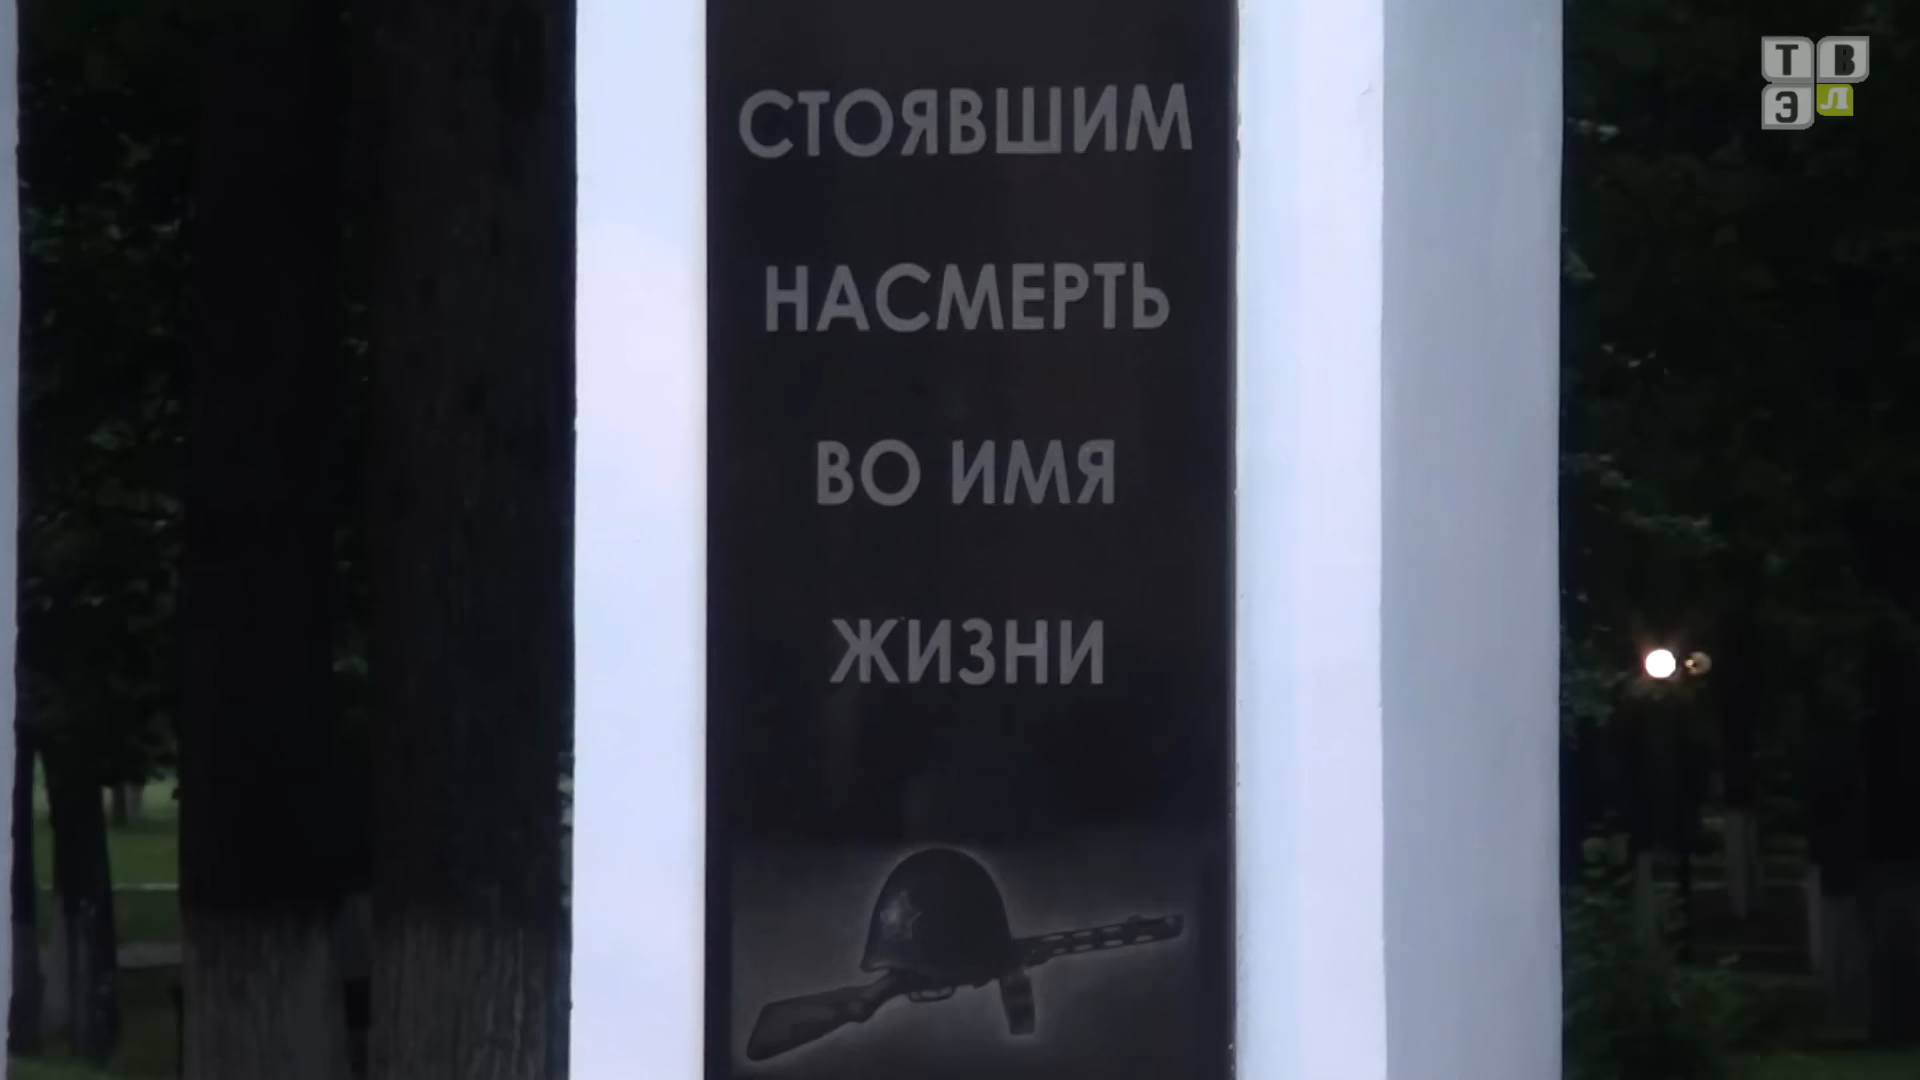 СТОЯВШИМ
НАСМЕРТЬ
ВО ИМЯ
ЖИЗНИ
ТВ
ЭЛ